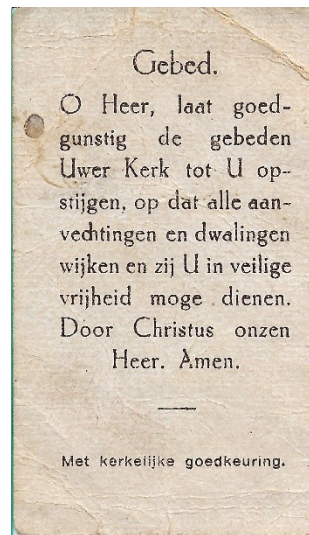 Gebed.
O Heer, laat goed-
gunstig de gebeden
Uwer Kerk tot U op-
stijgen, op dat alle aan-
vechtingen en dwalingen
wijken en zij U in veilige
vrijheid moge dienen.
Door Christus onzen
Heer. Amen.
Met kerkelijke goedkeuring.